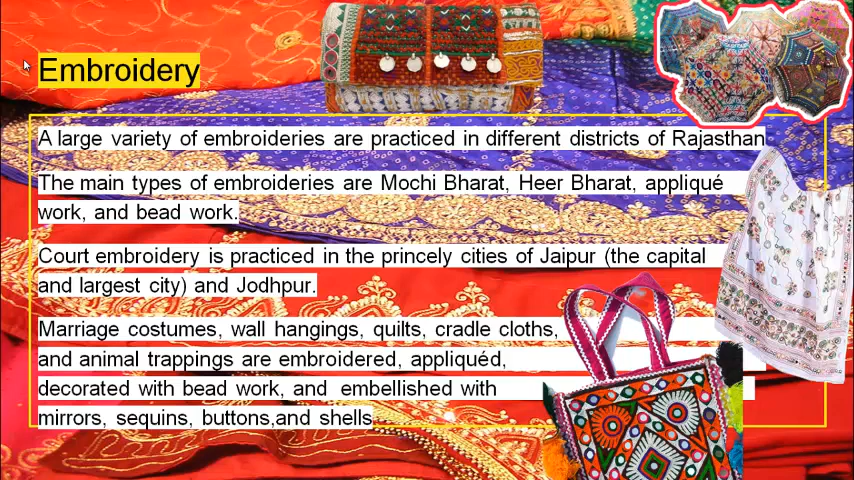 Embroidery
A large variety of embroideries are practiced in different districts of Rajasthan
The main types of embroideries are Mochi Bharat, Heer Bharat, appliqué
work, and bead work.
Court embroidery is practiced in the princely cities of Jaipur (the capital
and largest city) and Jodhpur.
Marriage costumes, wall hangings, quilts, cradle cloths,
and animal trappings are embroidered, appliquéd,
decorated with bead work, and  embellished with
mirrors, sequins, buttons,and shells